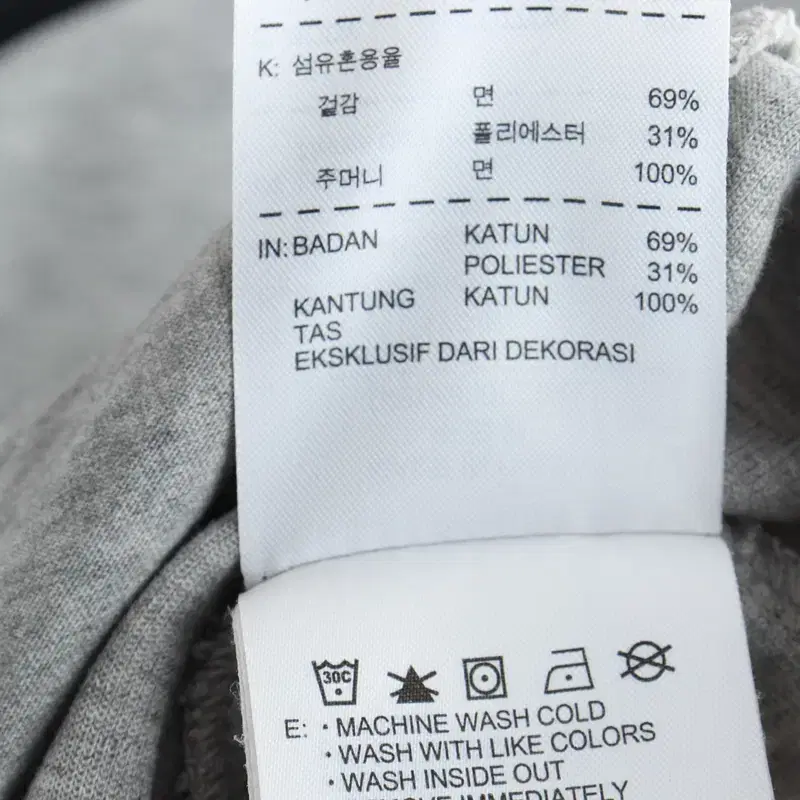 K: 섬유혼용율
겉감 면 69%
폴리에스터 31%
주머니 면 100%
IN: BADAN KATUN 69%
POLIESTER 31%
KANTUNG KATUN 100%
TAS
EKSKLUSIF DARI DEKORASI
30C
E: · MACHINE WASH COLD
· WASH WITH LIKE COLORS
· WASH INSIDE OUT
REMOVE IMMEDIATELY